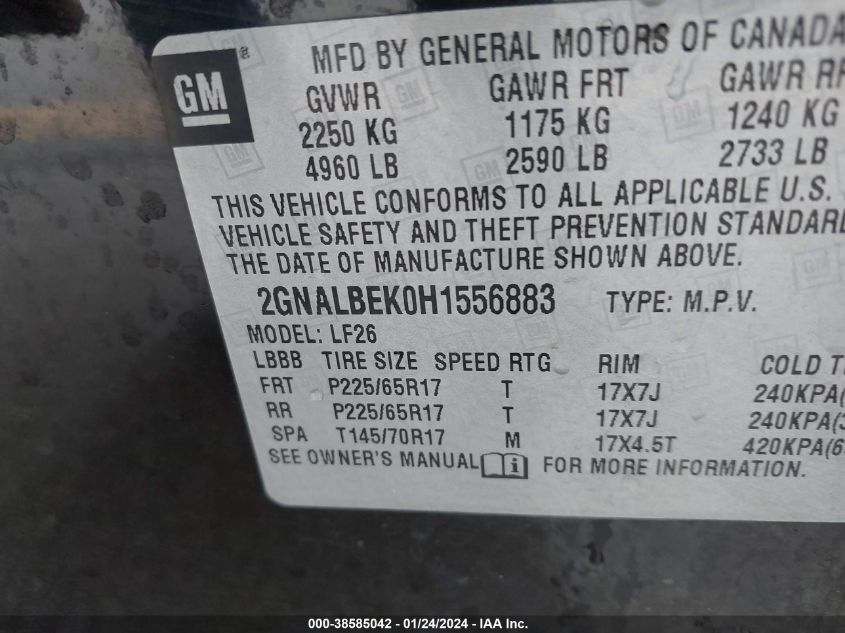 GM ®
MFD BY GENERAL MOTORS OF CANADA
GVWR GAWR FRT GAWR
2250 KG 1175 KG 1240 KG
4960 LB 2590 LB 2733 LB
THIS VEHICLE CONFORMS TO ALL APPLICABLE U.S.
VEHICLE SAFETY AND THEFT PREVENTION STANDARD
THE DATE OF MANUFACTURE SHOWN ABOVE.
2GNALBEK0H1556883 TYPE: M.P.V.
MODEL: LF26
LBBB TIRE SIZE SPEED RTG RIM COLD
FRT P225/65R17 T 17X7J 240KPA(
RR P225/65R17 T 17X7J 240KPA(3
SPA T145/70R17 M 17X4.5T 420KPA(6
SEE OWNER'S MANUAL i FOR MORE INFORMATION.
000-38585042 - 01/24/2024 - IAA Inc.